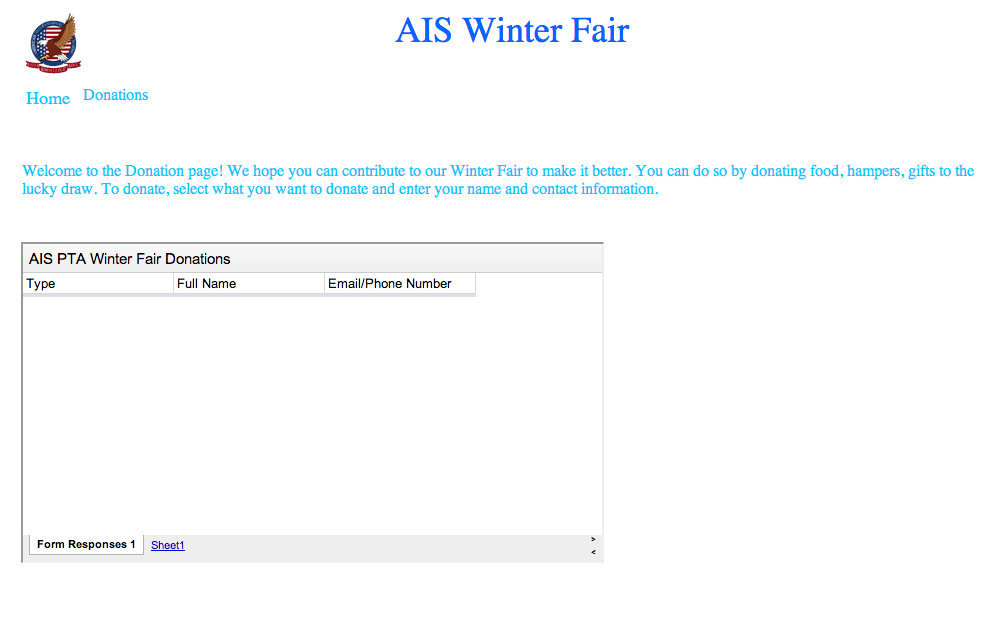 AIS Winter Fair
Home Donations
Welcome to the Donation page! We hope you can contribute to our Winter Fair to make it better. You can do so by donating food, hampers, gifts to the
lucky draw. To donate, select what you want to donate and enter your name and contact information.
AIS PTA Winter Fair Donations
Type Full Name Email/Phone Number
Form Responses 1 Sheet1